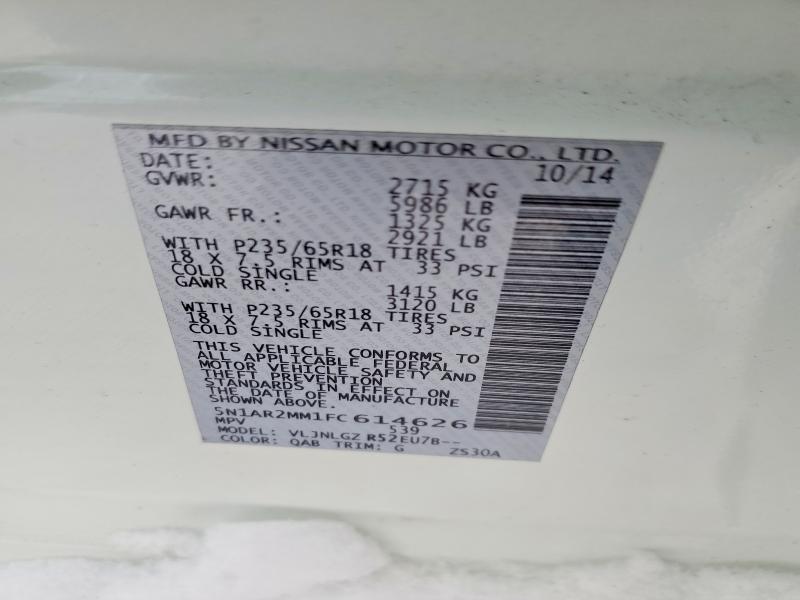 MFD BY NISSAN MOTOR CO., LTD.
DATE: 10/14
GVWR: 2715 KG
5986 LB
GAWR FR.: 1325 KG
2921 LB
WITH P235/65R18 TIRES
18 X 7.5 RIMS AT 33 PSI
COLD SINGLE
GAWR RR.: 1415 KG
3120 LB
WITH P235/65R18 TIRES
18 X 7.5 RIMS AT 33 PSI
COLD SINGLE
THIS VEHICLE CONFORMS TO
ALL APPLICABLE FEDERAL
MOTOR VEHICLE SAFETY AND
THEFT PREVENTION
STANDARDS IN EFFECT ON
THE DATE OF MANUFACTURE
SHOWN ABOVE.
5N1AR2MM1FC614626
MPV 539
MODEL: VLJNLGZ R52EU7B--
COLOR: QAB TRIM: G ZS30A